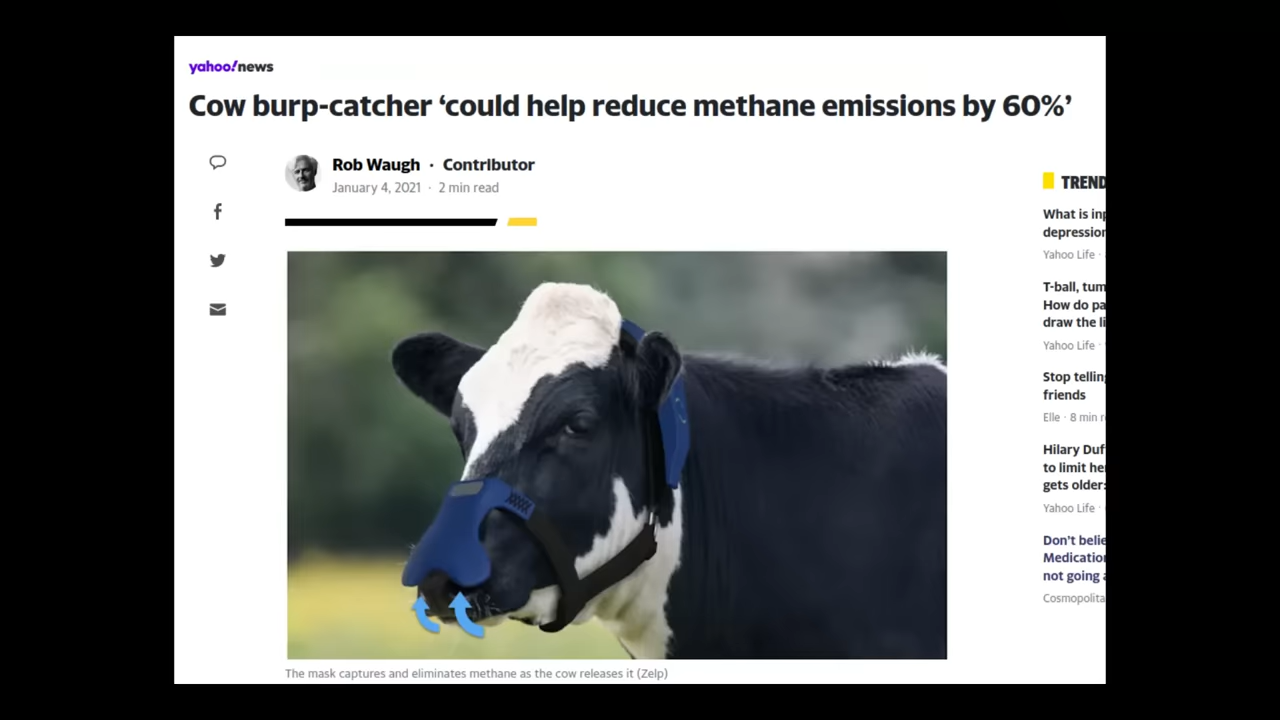 yahoo!news
Cow burp-catcher ‘could help reduce methane emissions by 60%’
Rob Waugh · Contributor
January 4, 2021 · 2 min read
The mask captures and eliminates methane as the cow releases it (Zelp)
What is
depression
Yahoo Life ·
T-ball,
How do
draw the
Yahoo Life ·
Stop telling
friends
Elle · 8 min
Hilary Duff
to limit
gets older
Yahoo Life ·
Don't
not going